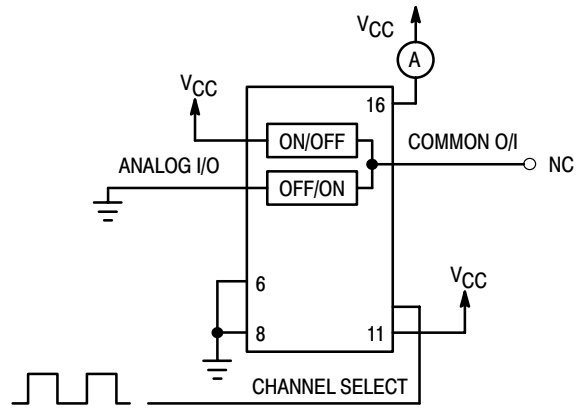 VCC
A
VCC
16
ON/OFF
COMMON O/I
NC
ANALOG I/O
OFF/ON
VCC
6
8
11
CHANNEL SELECT